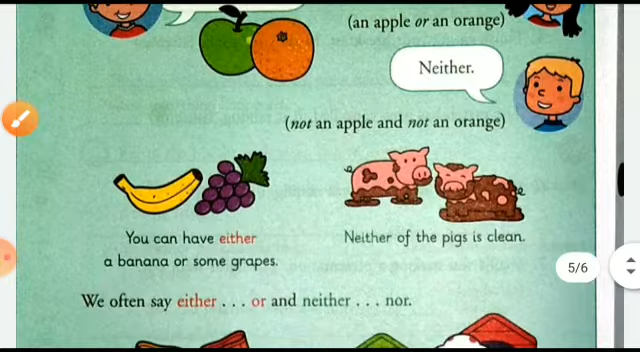 (an apple or an orange)
Neither.
(not an apple and not an orange)
You can have either
a banana or some grapes.
Neither of the pigs is clean.
5/6
We often say either . . . or and neither . . . nor.